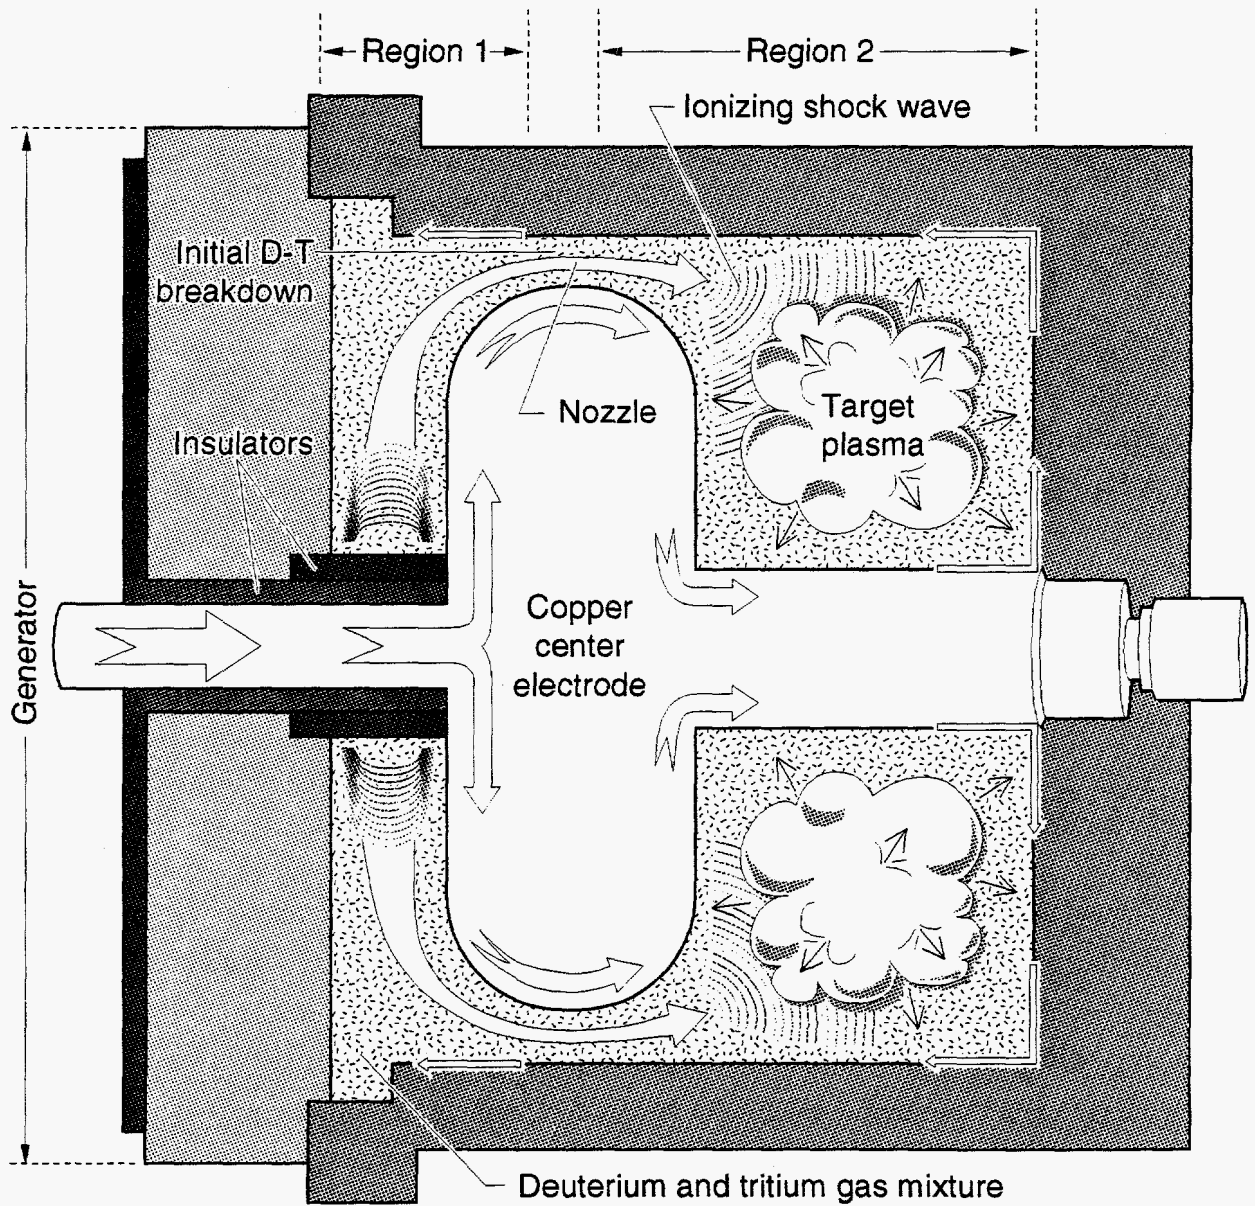 Region 1
Region 2
Ionizing shock wave
Initial D-T
breakdown
Nozzle
Target
plasma
Insulators
Generator
Copper
center
electrode
Deuterium and tritium gas mixture